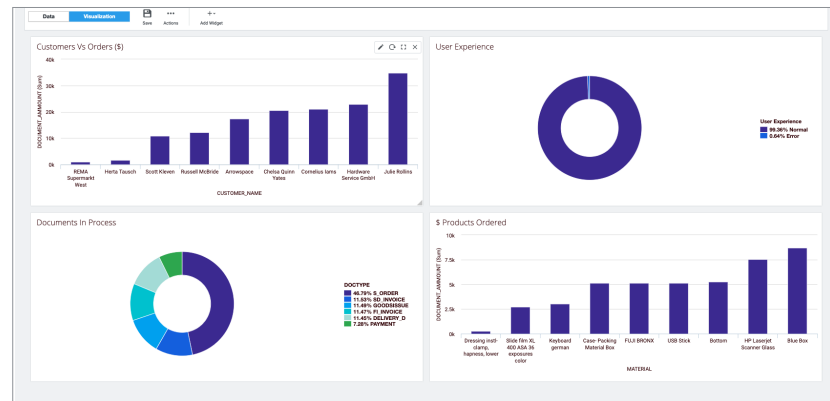 Data
Visualization
Save
Actions
Add Widget
Customers Vs Orders ($)
DOCUMENT_AMMOUNT (Sum)
40k
30k
20k
10k
0k
REMA
Supermarkt
West
Herta Tausch
Scott Kleven
Russell McBride
Arrowspace
Chelsa Quinn
Yates
Cornelius Iams
Hardware
Service GmbH
Julie Rollins
CUSTOMER_NAME
User Experience
User Experience
99.36% Normal
0.64% Error
Documents In Process
DOCTYPE
46.79% S_ORDER
11.53% SD_INVOICE
11.49% GOODSISSUE
11.47% FI_INVOICE
11.45% DELIVERY_D
7.28% PAYMENT
$ Products Ordered
DOCUMENT_AMMOUNT (Sum)
10k
7.5k
5k
2.5k
0k
Dressing instl-
clamp,
hapness, lower
Slide film XL
400 ASA 36
exposures
color
Keyboard
german
Case- Packing
Material Box
FUJI BRONX
USB Stick
Bottom
HP Laserjet
Scanner Glass
Blue Box
MATERIAL